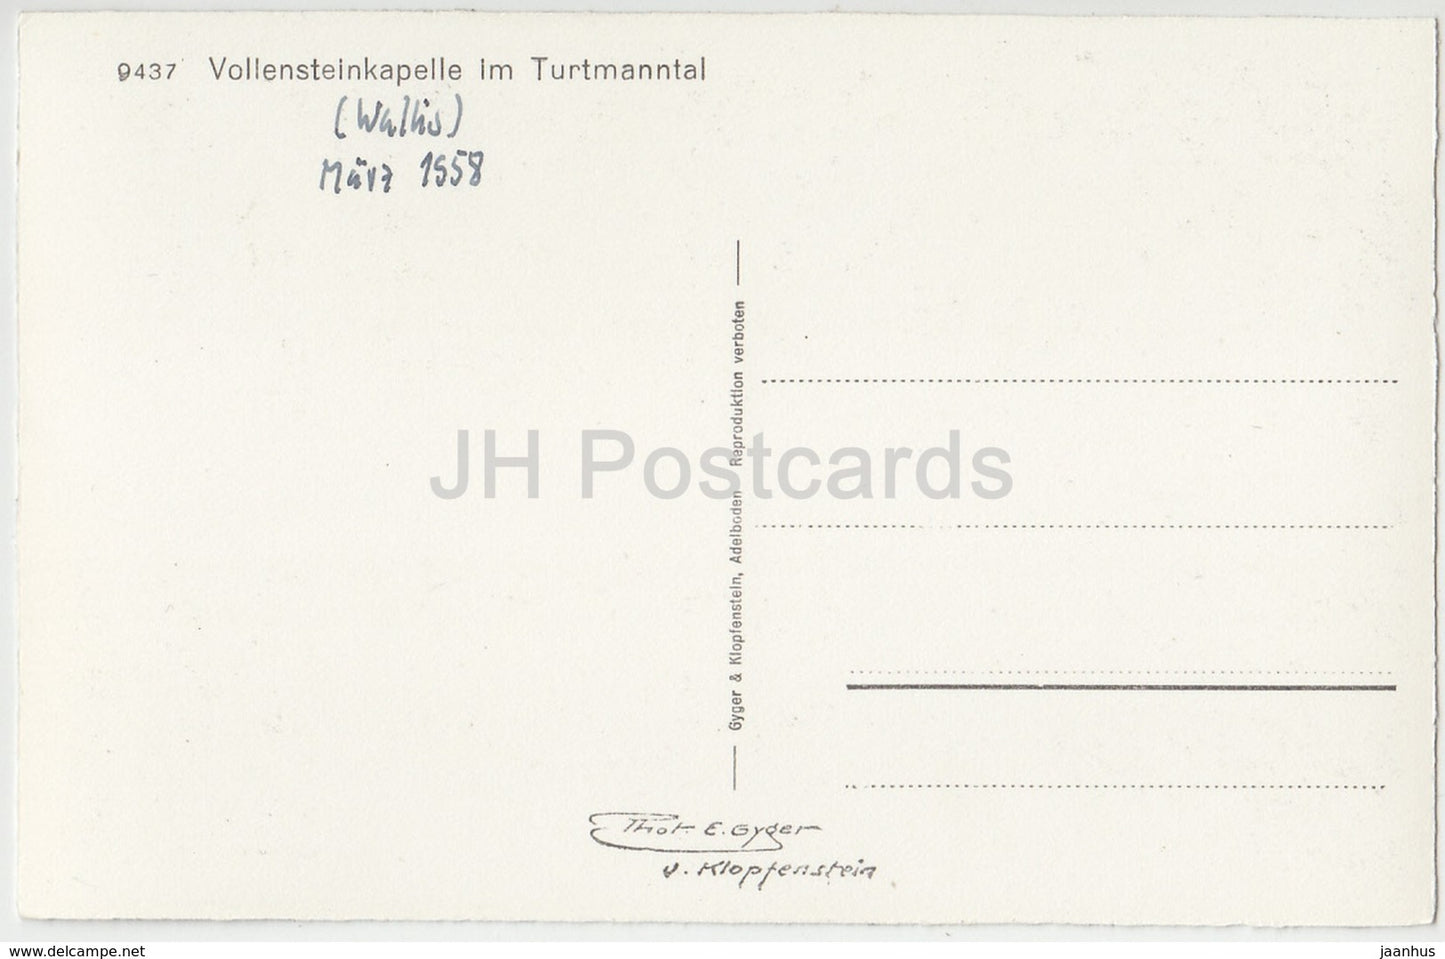 9437 Vollensteinkapelle im Turtmanntal
(Wallis)
März 1958
Gyger & Klopfenstein, Adelboden Reproduktion verboten
JH Postcards
Phot. E. Gyger
u. Klopfenstein
https://www.delcampe.net
jaanhus